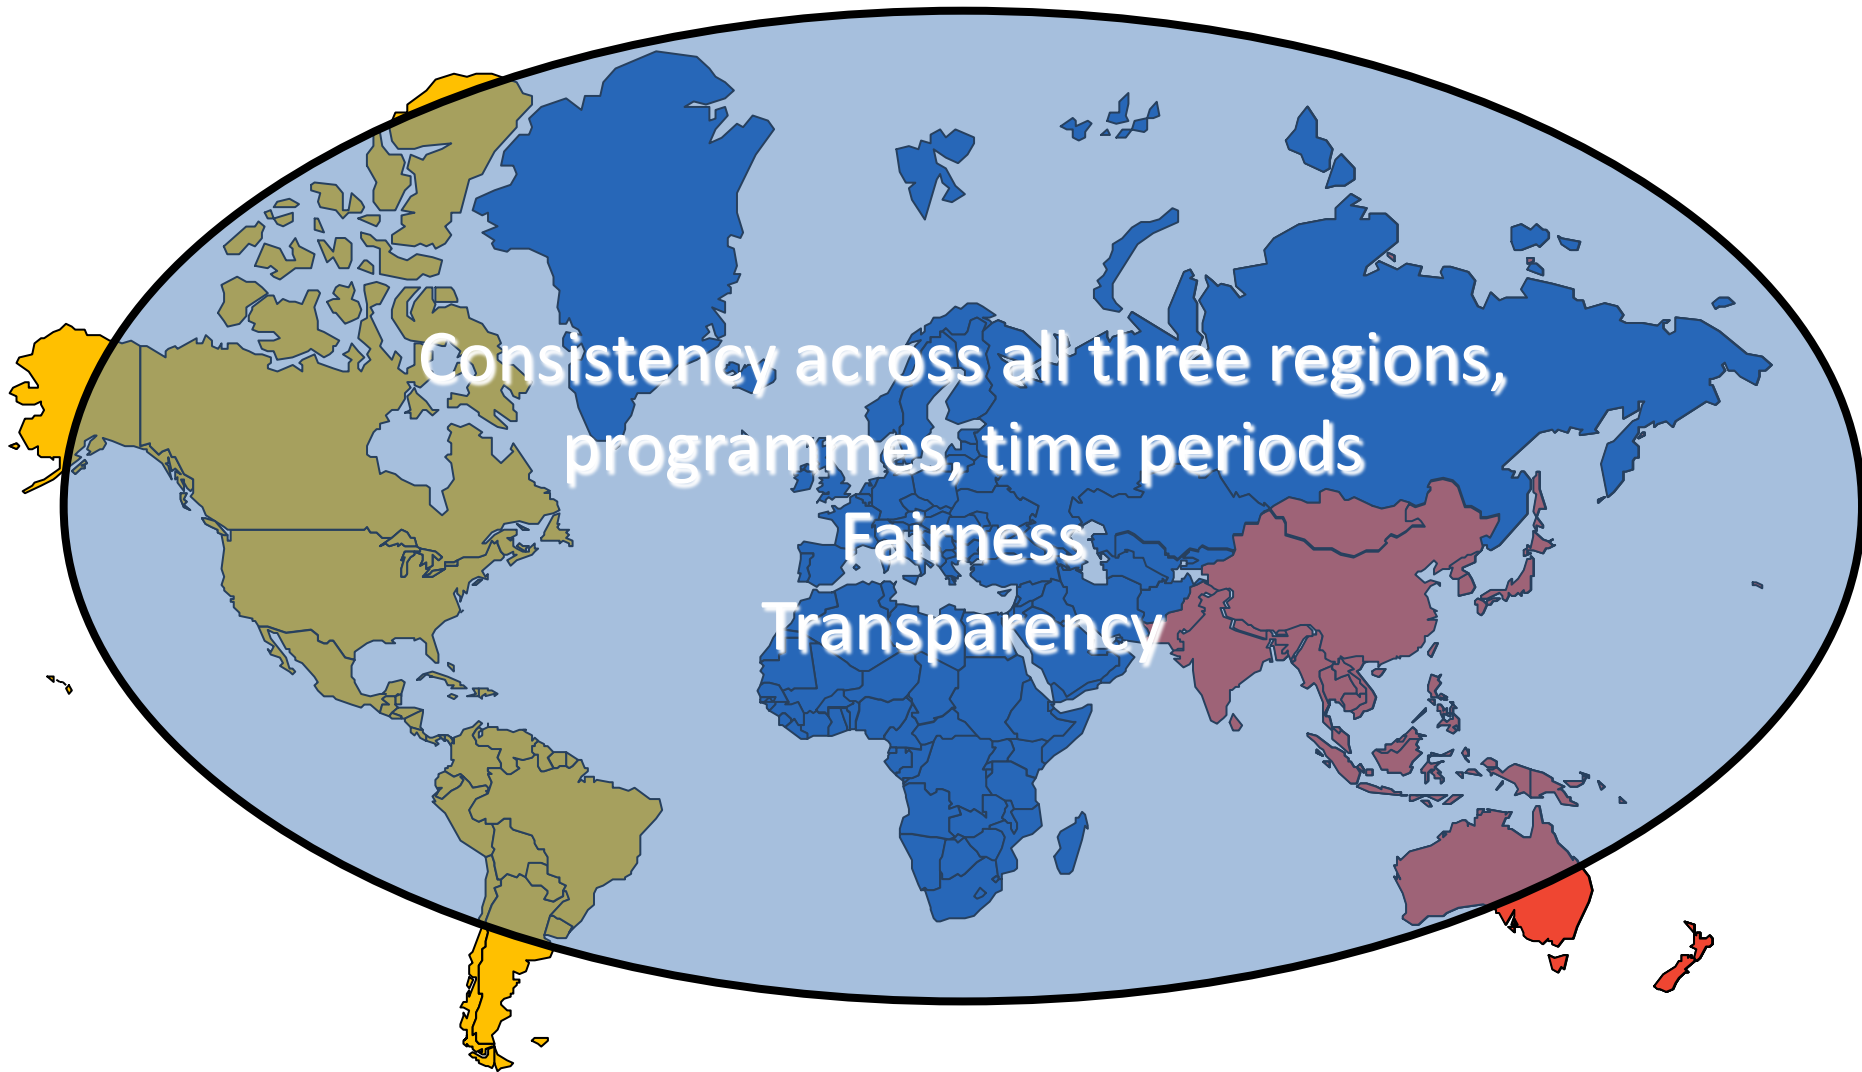 Consistency across all three regions,
programmes, time periods
Fairness
Transparency